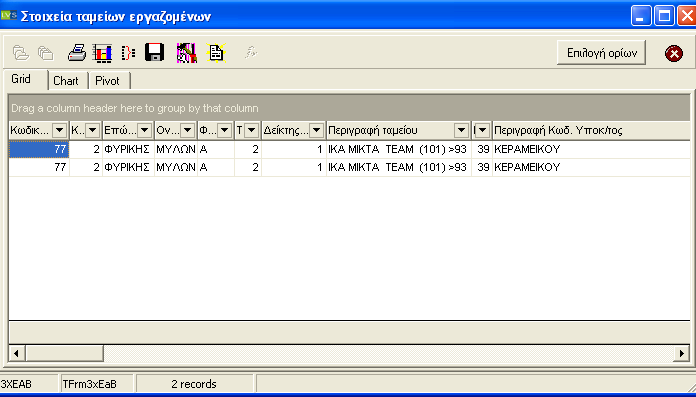 LVS Στοιχεία ταμείων εργαζομένων
Επιλογή ορίων
Grid Chart Pivot
Drag a column header here to group by that column
Κωδικ... Κ... Επώ... Ον... Φ... Τ Δείκτης... Περιγραφή ταμείου Περιγραφή Κωδ. Υποκ/τος
77 2 ΦΥΡΙΚΗΣ ΜΥΛΩΝ Α 2 1 ΙΚΑ ΜΙΚΤΑ TEAM (101) >93 39 ΚΕΡΑΜΕΙΚΟΥ
77 2 ΦΥΡΙΚΗΣ ΜΥΛΩΝ Α 2 1 ΙΚΑ ΜΙΚΤΑ TEAM (101) >93 39 ΚΕΡΑΜΕΙΚΟΥ
3XEAB TFrm3xEaB 2 records